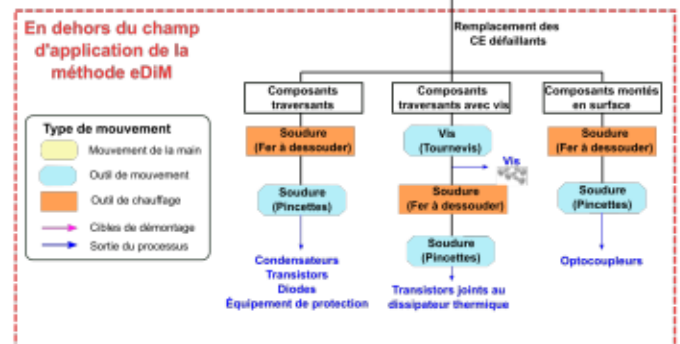 En dehors du champ
d'application de la
méthode eDiM
Remplacement des
CE défaillants
Type de mouvement
Mouvement de la main
Outil de mouvement
Outil de chauffage
Cibles de démontage
Sortie du processus
Composants
traversants
Soudure
(Fer à dessouder)
Soudure
(Pincettes)
Condensateurs
Transistors
Diodes
Équipement de protection
Composants
traversants avec vis
Vis
(Tournevis)
Vis
Soudure
(Fer à dessouder)
Soudure
(Pincettes)
Transistors joints au
dissipateur thermique
Composants montés
en surface
Soudure
(Fer à dessouder)
Soudure
(Pincettes)
Optocoupleurs